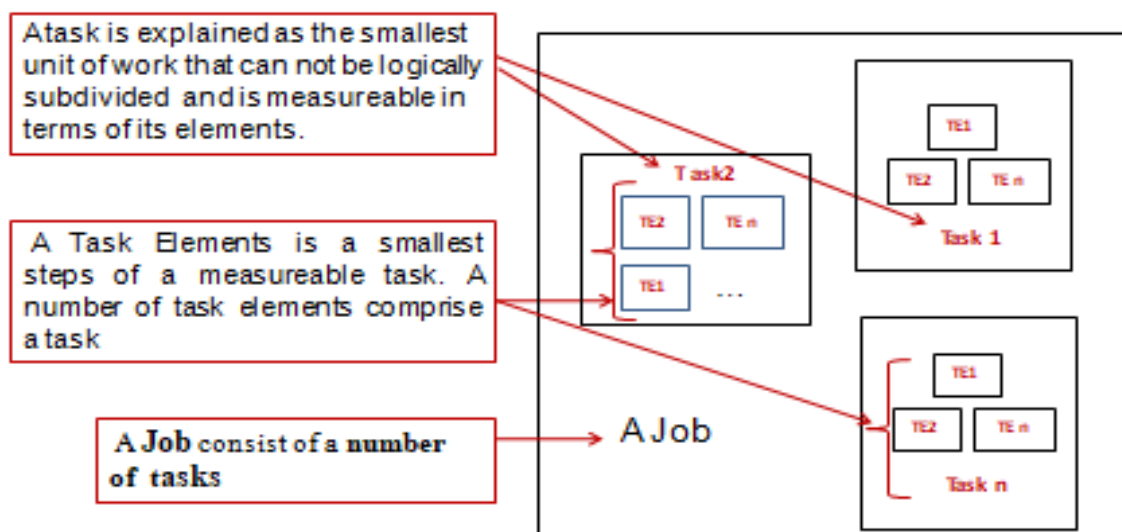 Atask is explained as the smallest
unit of work that can not be logically
subdivided and is measureable in
terms of its elements.
A Task Elements is a smallest
steps of a measureable task. A
number of task elements comprise
a task
A Job consist of a number
of tasks
Task2
TE2 TE n
TE1 ...
TE1
TE2 TE n
Task 1
A Job
TE1
TE2 TE n
Task n